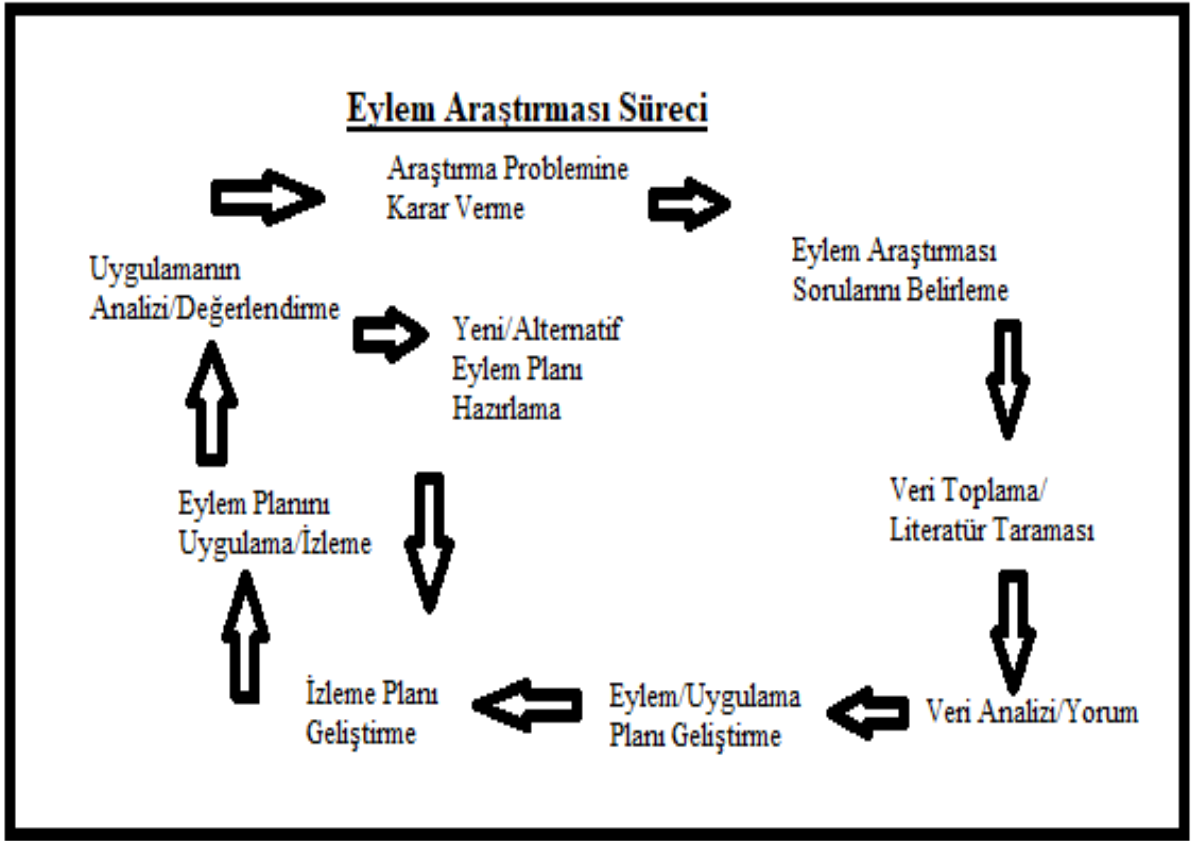 Eylem Araştırması Süreci
Araştırma Problemine
Karar Verme
Eylem Araştırması
Sorularını Belirleme
Veri Toplama/
Literatür Taraması
Veri Analizi/Yorum
Eylem/Uygulama
Planı Geliştirme
İzleme Planı
Geliştirme
Eylem Planını
Uygulama/İzleme
Uygulamanın
Analizi/Değerlendirme
Yeni/Alternatif
Eylem Planı
Hazırlama